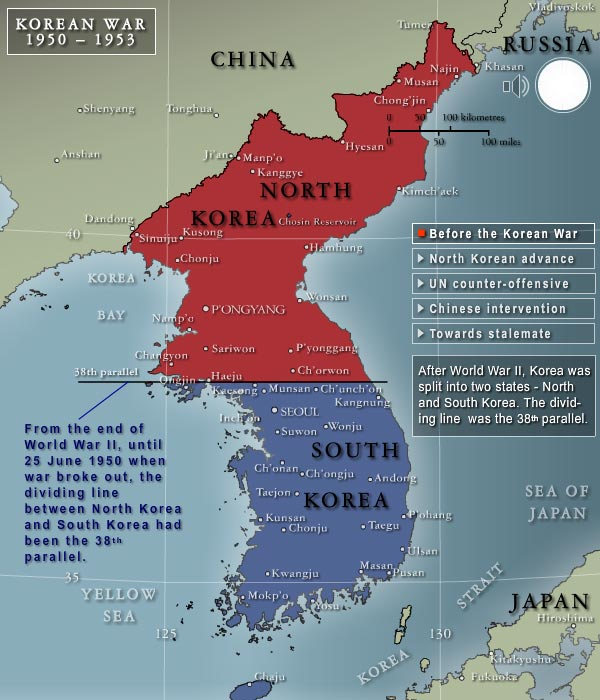 KOREAN WAR
1950 – 1953
Vladivostok
Tumen
RUSSIA
CHINA
Najin
Khasan
Musan
Chong'jin
0 50 100 kilometres
0 50 100 miles
Shenyang
Tonghua
Hyesan
Anshan
Ji'an
Manp'o
Kanggye
NORTH
KOREA
Chosin Reservoir
Kimch'aek
Dandong
40
Sinuiju
Kusong
Hamhung
Chonju
Before the Korean War
North Korean advance
UN counter-offensive
Chinese intervention
Towards stalemate
KOREA
BAY
Wonsan
P'ONGYANG
Namp'o
Sariwon
P'yonggang
Changyon
38th parallel
Ch'orwon
Ongjin
Haeju
Kaesong
Munsan
Ch'unch'on
Kangnung
After World War II, Korea was
split into two states - North
and South Korea. The divid-
ing line was the 38th parallel.
Inch'on
SEOUL
Suwon
Wonju
From the end of
World War II, until
25 June 1950 when
war broke out, the
dividing line
between North Korea
and South Korea had
been the 38th
parallel.
SOUTH
KOREA
Ch'onan
Ch'ongju
Andong
Taejon
SEA OF
JAPAN
Kunsan
Chonju
Taegu
P'ohang
Ulsan
35
Kwangju
Masan
Pusan
YELLOW
SEA
Mokp'o
Yosu
KOREA STRAIT
JAPAN
Hiroshima
125
130
Kitakyushu
Fukuoka
Chaju